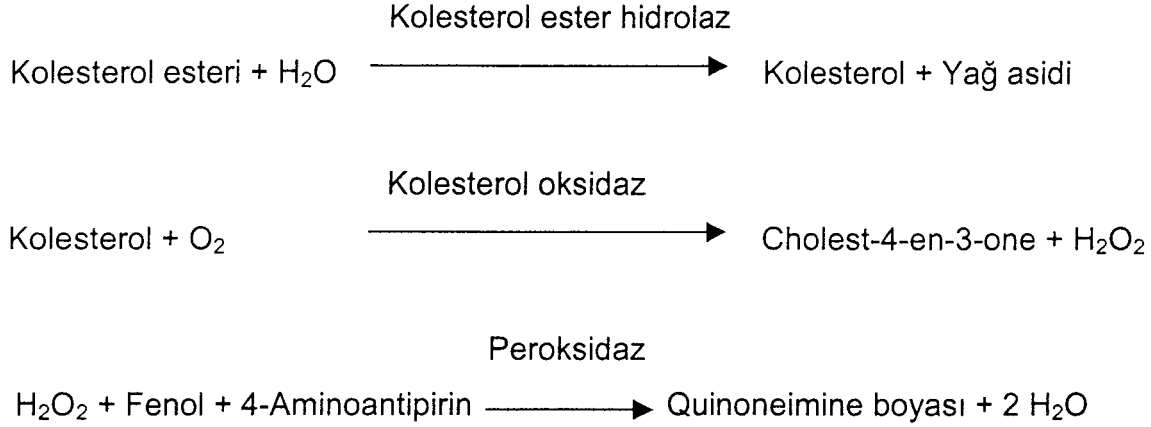 Kolesterol ester hidrolaz
Kolesterol esteri + H₂O → Kolesterol + Yağ asidi
Kolesterol oksidaz
Kolesterol + O₂ → Cholest-4-en-3-one + H₂O₂
Peroksidaz
H₂O₂ + Fenol + 4-Aminoantipirin → Quinoneimine boyası + 2 H₂O